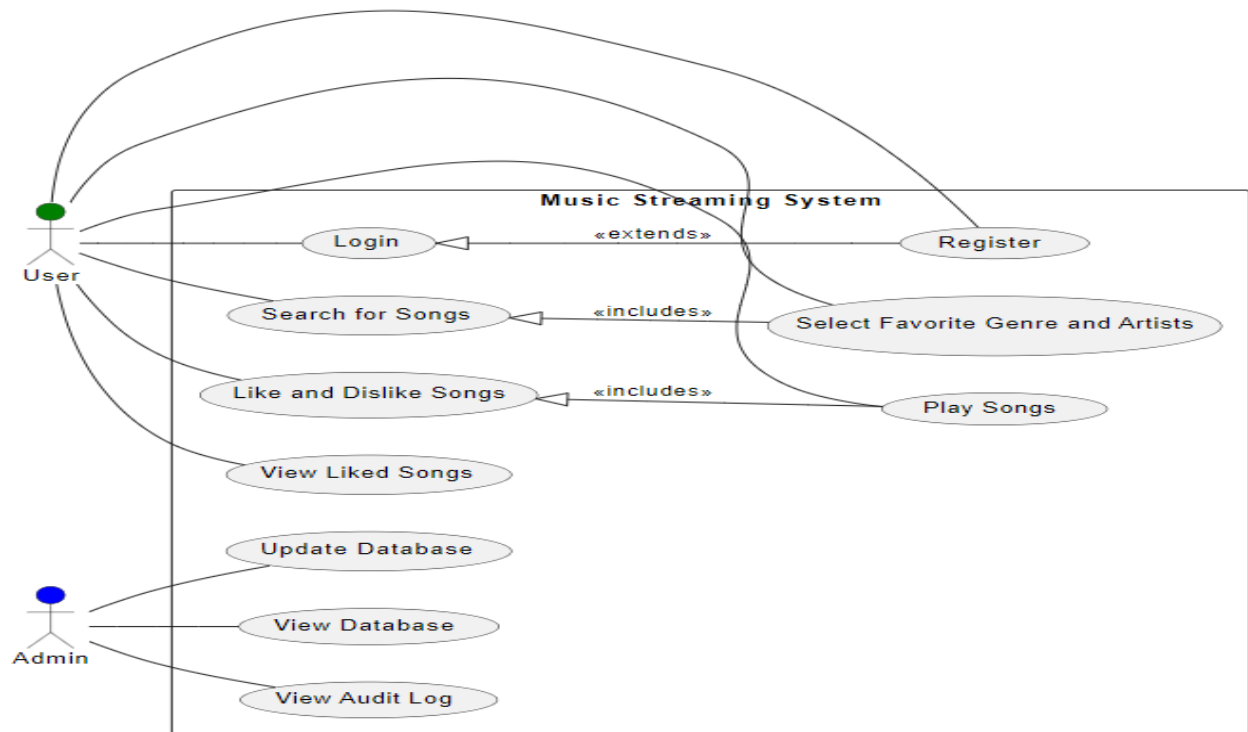 Music Streaming System
Login
«extends»
Register
User
Search for Songs
«includes»
Select Favorite Genre and Artists
Like and Dislike Songs
«includes»
Play Songs
View Liked Songs
Update Database
View Database
Admin
View Audit Log